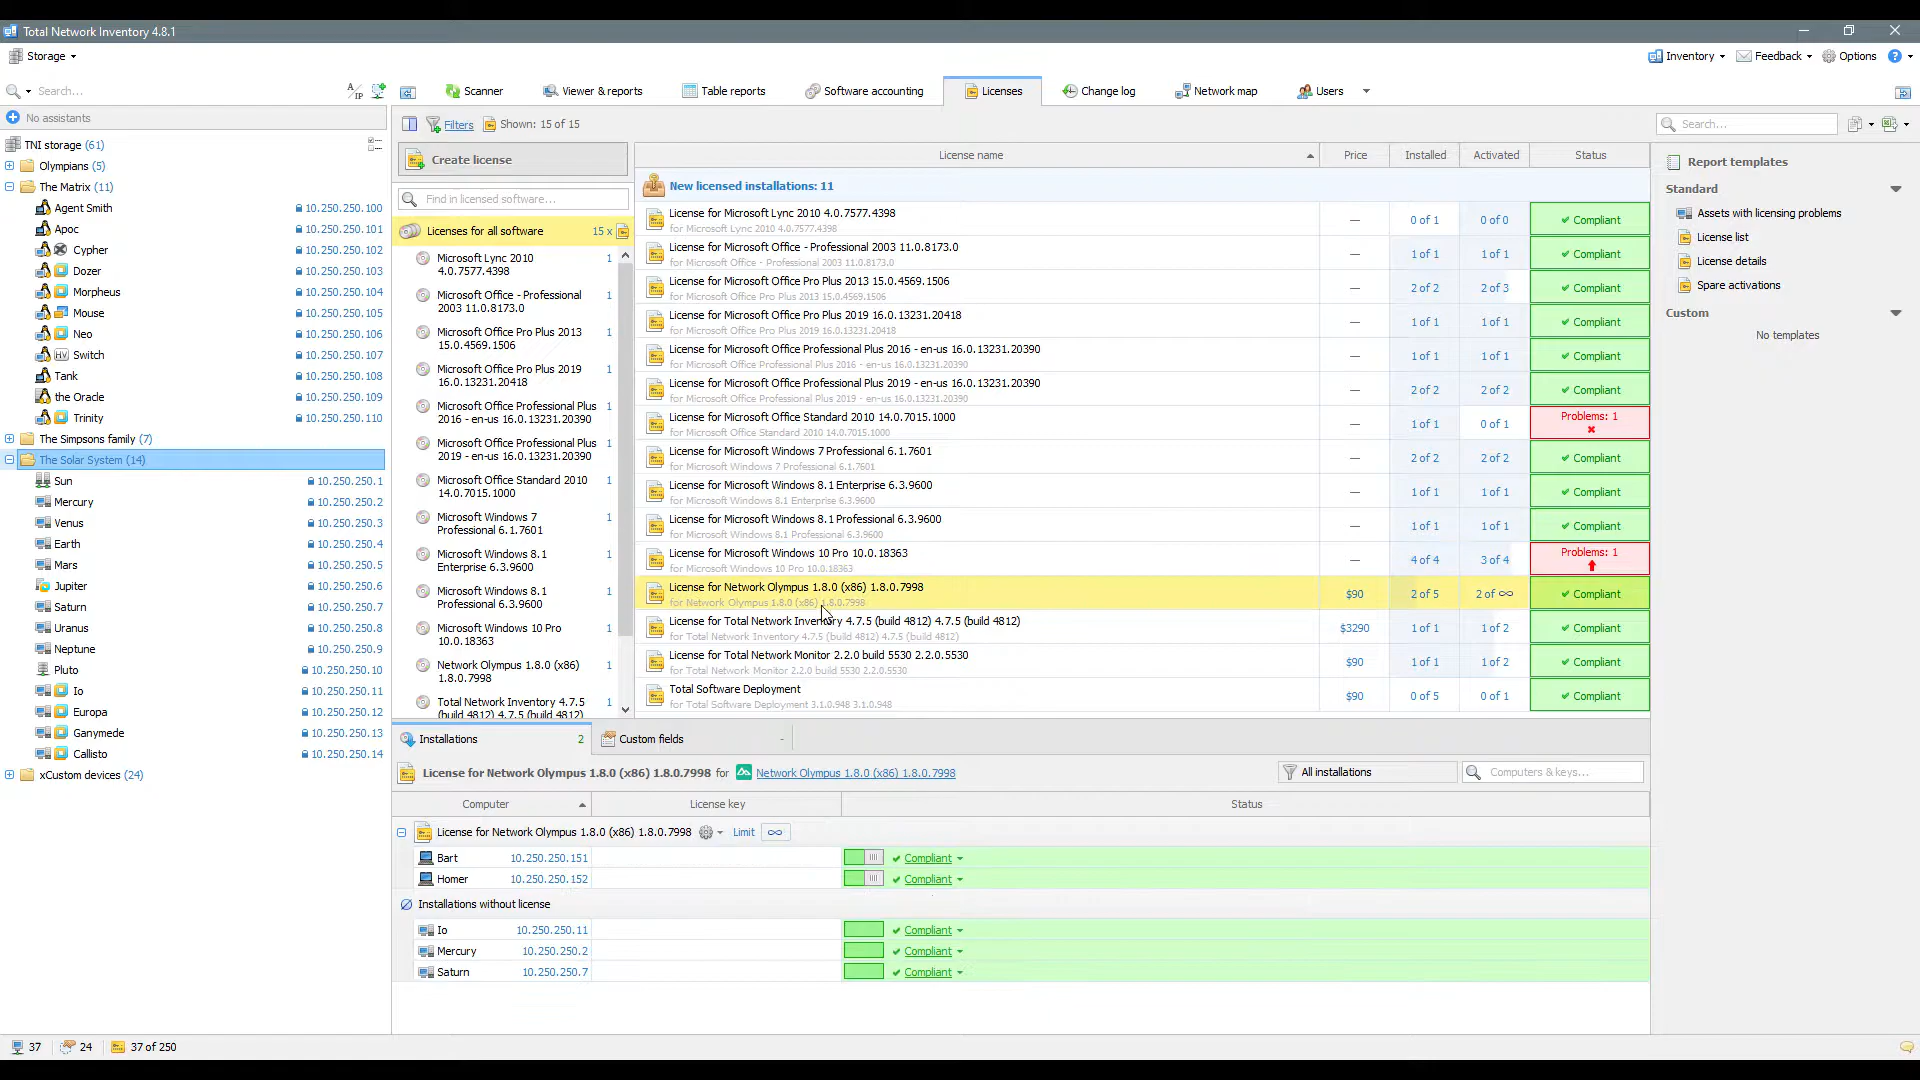 Total Network Inventory 4.8.1
Storage
Inventory
Feedback
Options
Search...
A/IP
Scanner
Viewer & reports
Table reports
Software accounting
Licenses
Change log
Network map
Users
No assistants
Filters
Shown: 15 of 15
Search...
TNI storage (61)
Olympians (5)
The Matrix (11)
Agent Smith 10.250.250.100
Apoc 10.250.250.101
Cypher 10.250.250.102
Dozer 10.250.250.103
Morpheus 10.250.250.104
Mouse 10.250.250.105
Neo 10.250.250.106
HV Switch 10.250.250.107
Tank 10.250.250.108
the Oracle 10.250.250.109
Trinity 10.250.250.110
The Simpsons family (7)
The Solar System (14)
Sun 10.250.250.1
Mercury 10.250.250.2
Venus 10.250.250.3
Earth 10.250.250.4
Mars 10.250.250.5
Jupiter 10.250.250.6
Saturn 10.250.250.7
Uranus 10.250.250.8
Neptune 10.250.250.9
Pluto 10.250.250.10
Io 10.250.250.11
Europa 10.250.250.12
Ganymede 10.250.250.13
Callisto 10.250.250.14
xCustom devices (24)
Create license
Find in licensed software...
Licenses for all software 15 x
Microsoft Lync 2010 1
4.0.7577.4398
Microsoft Office - Professional 1
2003 11.0.8173.0
Microsoft Office Pro Plus 2013 1
15.0.4569.1506
Microsoft Office Pro Plus 2019 1
16.0.13231.20418
Microsoft Office Professional Plus 1
2016 - en-us 16.0.13231.20390
Microsoft Office Professional Plus 1
2019 - en-us 16.0.13231.20390
Microsoft Office Standard 2010 1
14.0.7015.1000
Microsoft Windows 7 1
Professional 6.1.7601
Microsoft Windows 8.1 1
Enterprise 6.3.9600
Microsoft Windows 8.1 1
Professional 6.3.9600
Microsoft Windows 10 Pro 1
10.0.18363
Network Olympus 1.8.0 (x86) 1
1.8.0.7998
Total Network Inventory 4.7.5 1
(build 4812) 4.7.5 (build 4812)
License name Price Installed Activated Status
New licensed installations: 11
License for Microsoft Lync 2010 4.0.7577.4398 — 0 of 1 0 of 0 Compliant
for Microsoft Lync 2010 4.0.7577.4398
License for Microsoft Office - Professional 2003 11.0.8173.0 — 1 of 1 1 of 1 Compliant
for Microsoft Office - Professional 2003 11.0.8173.0
License for Microsoft Office Pro Plus 2013 15.0.4569.1506 — 2 of 2 2 of 3 Compliant
for Microsoft Office Pro Plus 2013 15.0.4569.1506
License for Microsoft Office Pro Plus 2019 16.0.13231.20418 — 1 of 1 1 of 1 Compliant
for Microsoft Office Pro Plus 2019 16.0.13231.20418
License for Microsoft Office Professional Plus 2016 - en-us 16.0.13231.20390 — 1 of 1 1 of 1 Compliant
for Microsoft Office Professional Plus 2016 - en-us 16.0.13231.20390
License for Microsoft Office Professional Plus 2019 - en-us 16.0.13231.20390 — 2 of 2 2 of 2 Compliant
for Microsoft Office Professional Plus 2019 - en-us 16.0.13231.20390
License for Microsoft Office Standard 2010 14.0.7015.1000 — 1 of 1 0 of 1 Problems: 1
for Microsoft Office Standard 2010 14.0.7015.1000
License for Microsoft Windows 7 Professional 6.1.7601 — 2 of 2 2 of 2 Compliant
for Microsoft Windows 7 Professional 6.1.7601
License for Microsoft Windows 8.1 Enterprise 6.3.9600 — 1 of 1 1 of 1 Compliant
for Microsoft Windows 8.1 Enterprise 6.3.9600
License for Microsoft Windows 8.1 Professional 6.3.9600 — 1 of 1 1 of 1 Compliant
for Microsoft Windows 8.1 Professional 6.3.9600
License for Microsoft Windows 10 Pro 10.0.18363 — 4 of 4 3 of 4 Problems: 1
for Microsoft Windows 10 Pro 10.0.18363
License for Network Olympus 1.8.0 (x86) 1.8.0.7998 $90 2 of 5 2 of ∞ Compliant
for Network Olympus 1.8.0 (x86) 1.8.0.7998
License for Total Network Inventory 4.7.5 (build 4812) 4.7.5 (build 4812) $3290 1 of 1 1 of 2 Compliant
for Total Network Inventory 4.7.5 (build 4812) 4.7.5 (build 4812)
License for Total Network Monitor 2.2.0 build 5530 2.2.0.5530 $90 1 of 1 1 of 2 Compliant
for Total Network Monitor 2.2.0 build 5530 2.2.0.5530
Total Software Deployment $90 0 of 5 0 of 1 Compliant
for Total Software Deployment 3.1.0.948 3.1.0.948
Report templates
Standard
Assets with licensing problems
License list
License details
Spare activations
Custom
No templates
Installations 2
Custom fields -
License for Network Olympus 1.8.0 (x86) 1.8.0.7998 for Network Olympus 1.8.0 (x86) 1.8.0.7998
All installations
Computers & keys...
Computer License key Status
License for Network Olympus 1.8.0 (x86) 1.8.0.7998 Limit ∞
Bart 10.250.250.151 Compliant
Homer 10.250.250.152 Compliant
Installations without license
Io 10.250.250.11 Compliant
Mercury 10.250.250.2 Compliant
Saturn 10.250.250.7 Compliant
37 24 37 of 250